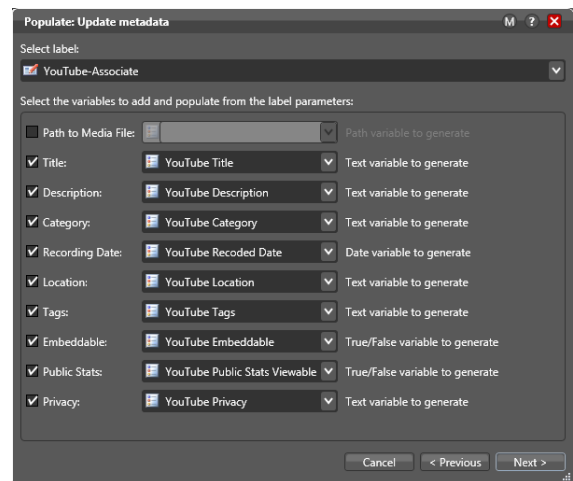 Populate: Update metadata M ? X
Select label:
YouTube-Associate
Select the variables to add and populate from the label parameters:
Path to Media File: Path variable to generate
Title: YouTube Title Text variable to generate
Description: YouTube Description Text variable to generate
Category: YouTube Category Text variable to generate
Recording Date: YouTube Recoded Date Date variable to generate
Location: YouTube Location Text variable to generate
Tags: YouTube Tags Text variable to generate
Embeddable: YouTube Embeddable True/False variable to generate
Public Stats: YouTube Public Stats Viewable True/False variable to generate
Privacy: YouTube Privacy Text variable to generate
Cancel < Previous Next >